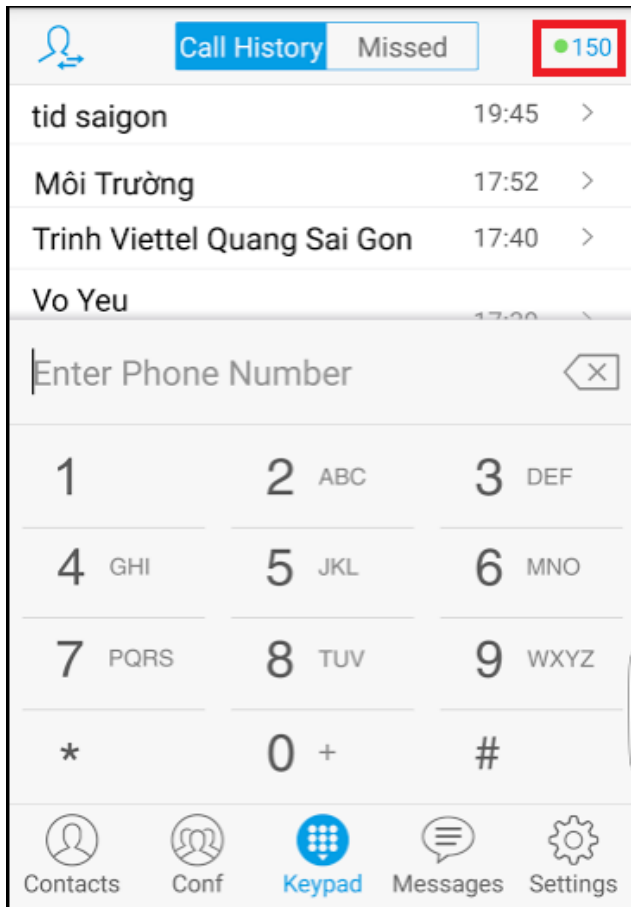 Call History Missed 150
tid saigon 19:45
Môi Trường 17:52
Trinh Viettel Quang Sai Gon 17:40
Vo Yeu
Enter Phone Number
1 2 ABC 3 DEF
4 GHI 5 JKL 6 MNO
7 PQRS 8 TUV 9 WXYZ
* 0 + #
Contacts Conf Keypad Messages Settings